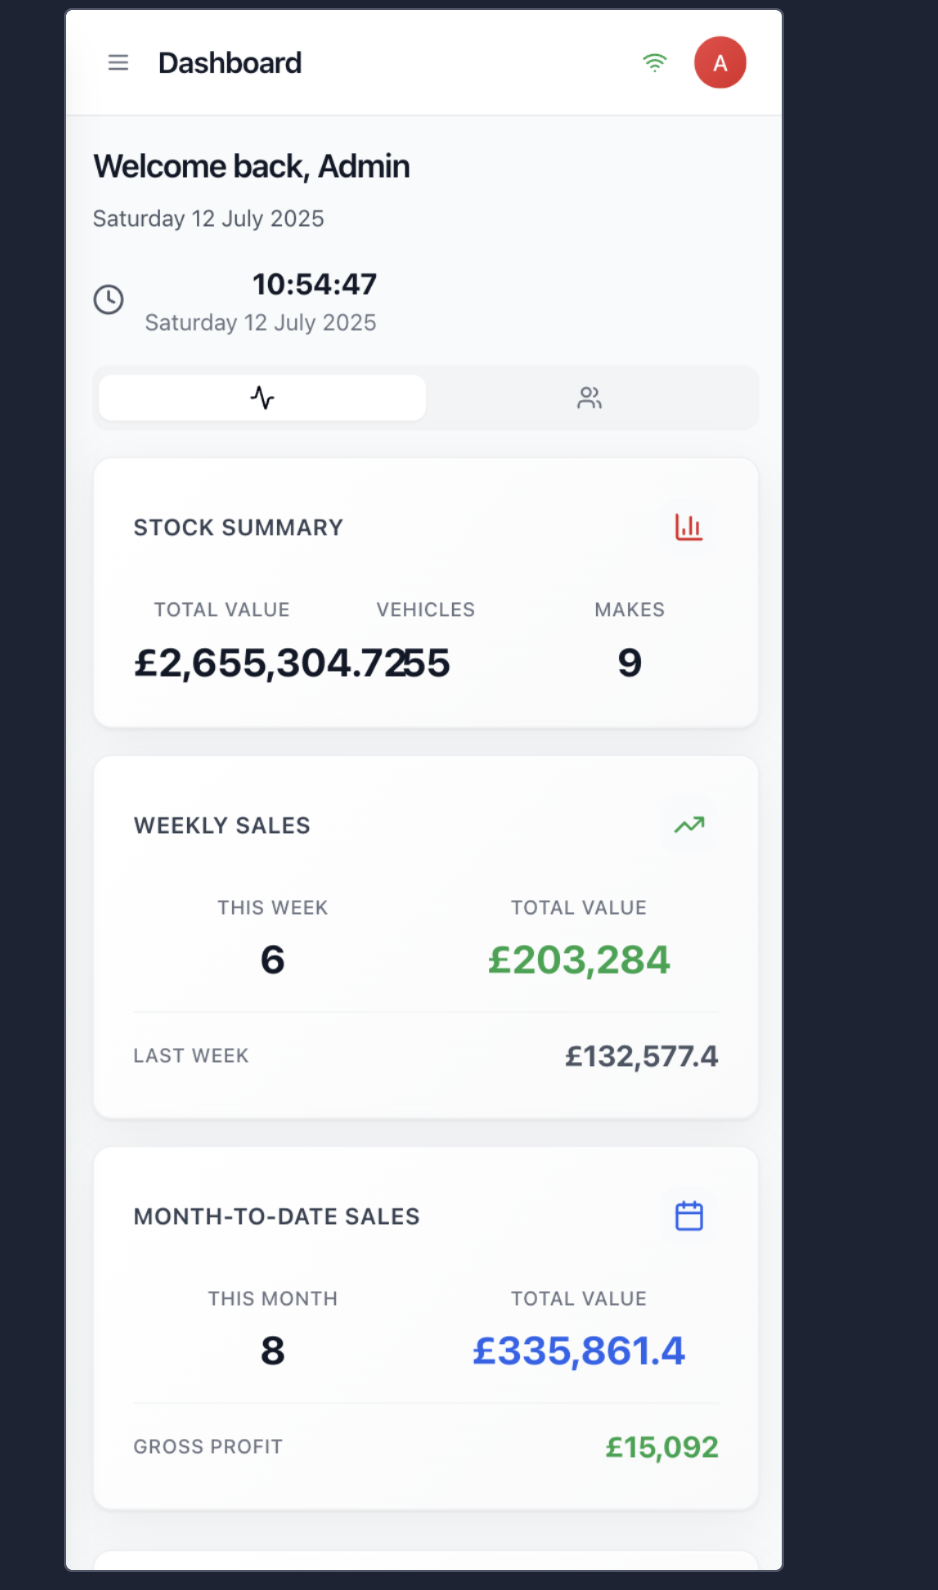 Dashboard
A
Welcome back, Admin
Saturday 12 July 2025
10:54:47
Saturday 12 July 2025
STOCK SUMMARY
TOTAL VALUE VEHICLES MAKES
£2,655,304.72 55 9
WEEKLY SALES
THIS WEEK TOTAL VALUE
6 £203,284
LAST WEEK £132,577.4
MONTH-TO-DATE SALES
THIS MONTH TOTAL VALUE
8 £335,861.4
GROSS PROFIT £15,092